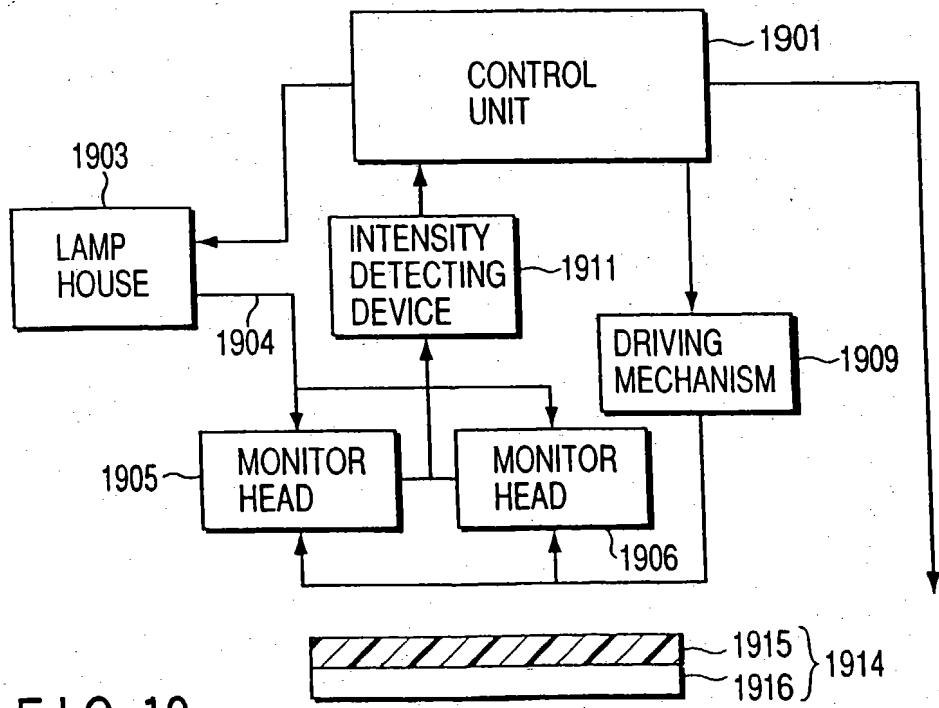 1901
CONTROL
UNIT
1903
LAMP
HOUSE
1904
INTENSITY
DETECTING
DEVICE
1911
DRIVING
MECHANISM
1909
1905
MONITOR
HEAD
MONITOR
HEAD
1906
1915
1916
1914